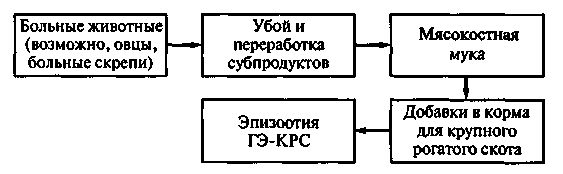 Больные животные
(возможно, овцы,
больные скрепи)
Убой и
переработка
субпродуктов
Мясокостная
мука
Добавки в корма
для крупного
рогатого скота
Эпизоотия
ГЭ-КРС